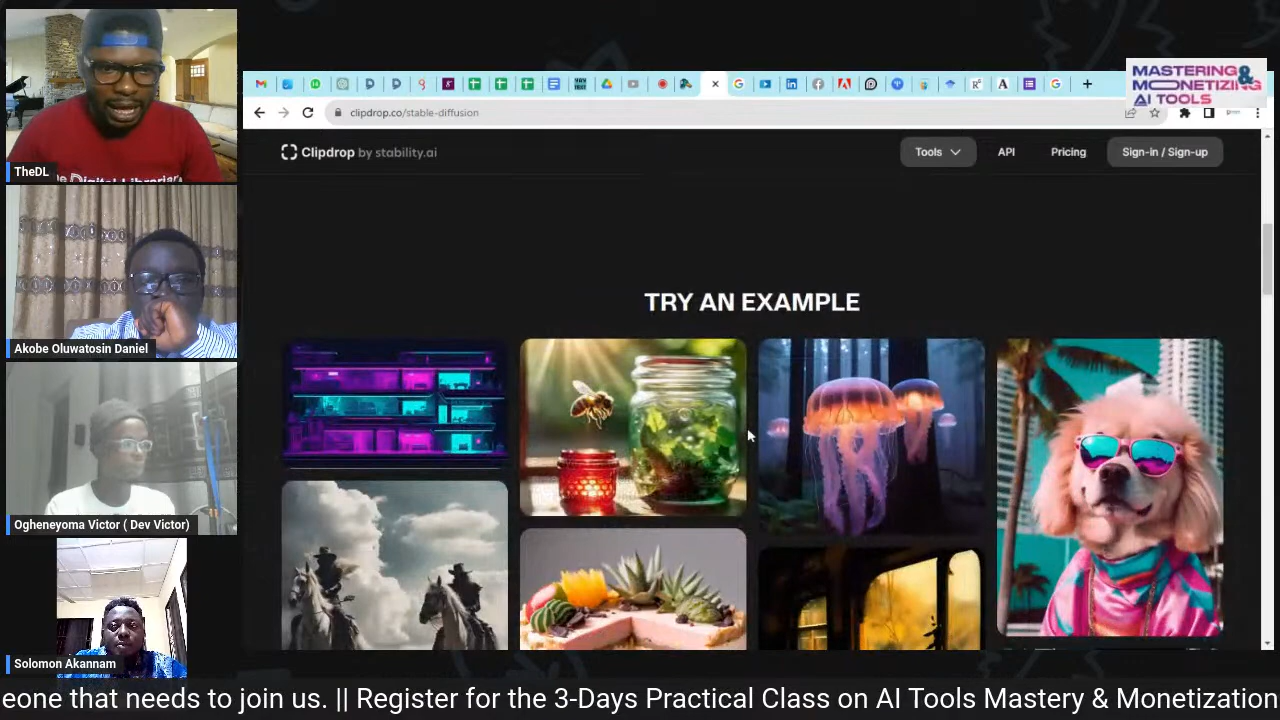 TheDL
Akobe Oluwatosin Daniel
Ogheneyoma Victor ( Dev Victor)
Solomon Akannam
MASTERING&
MONETIZING
AI TOOLS
clipdrop.co/stable-diffusion
Clipdrop by stability.ai
Tools
API
Pricing
Sign-in / Sign-up
TRY AN EXAMPLE
eone that needs to join us. || Register for the 3-Days Practical Class on AI Tools Mastery & Monetization